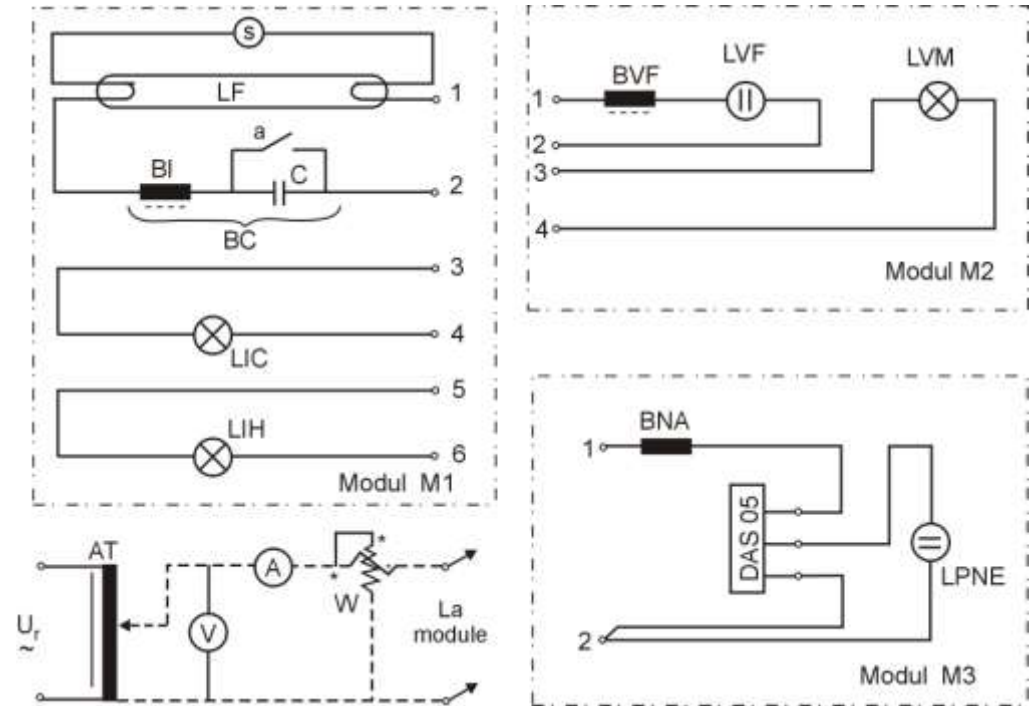 S
LF
1
a
BI
C
2
BC
3
4
LIC
5
LIH
6
Modul M1
BVF
LVF
LVM
1
2
3
4
Modul M2
BNA
1
DAS 05
LPNE
2
Modul M3
AT
A
*
*
W
V
Ur
~
La
module